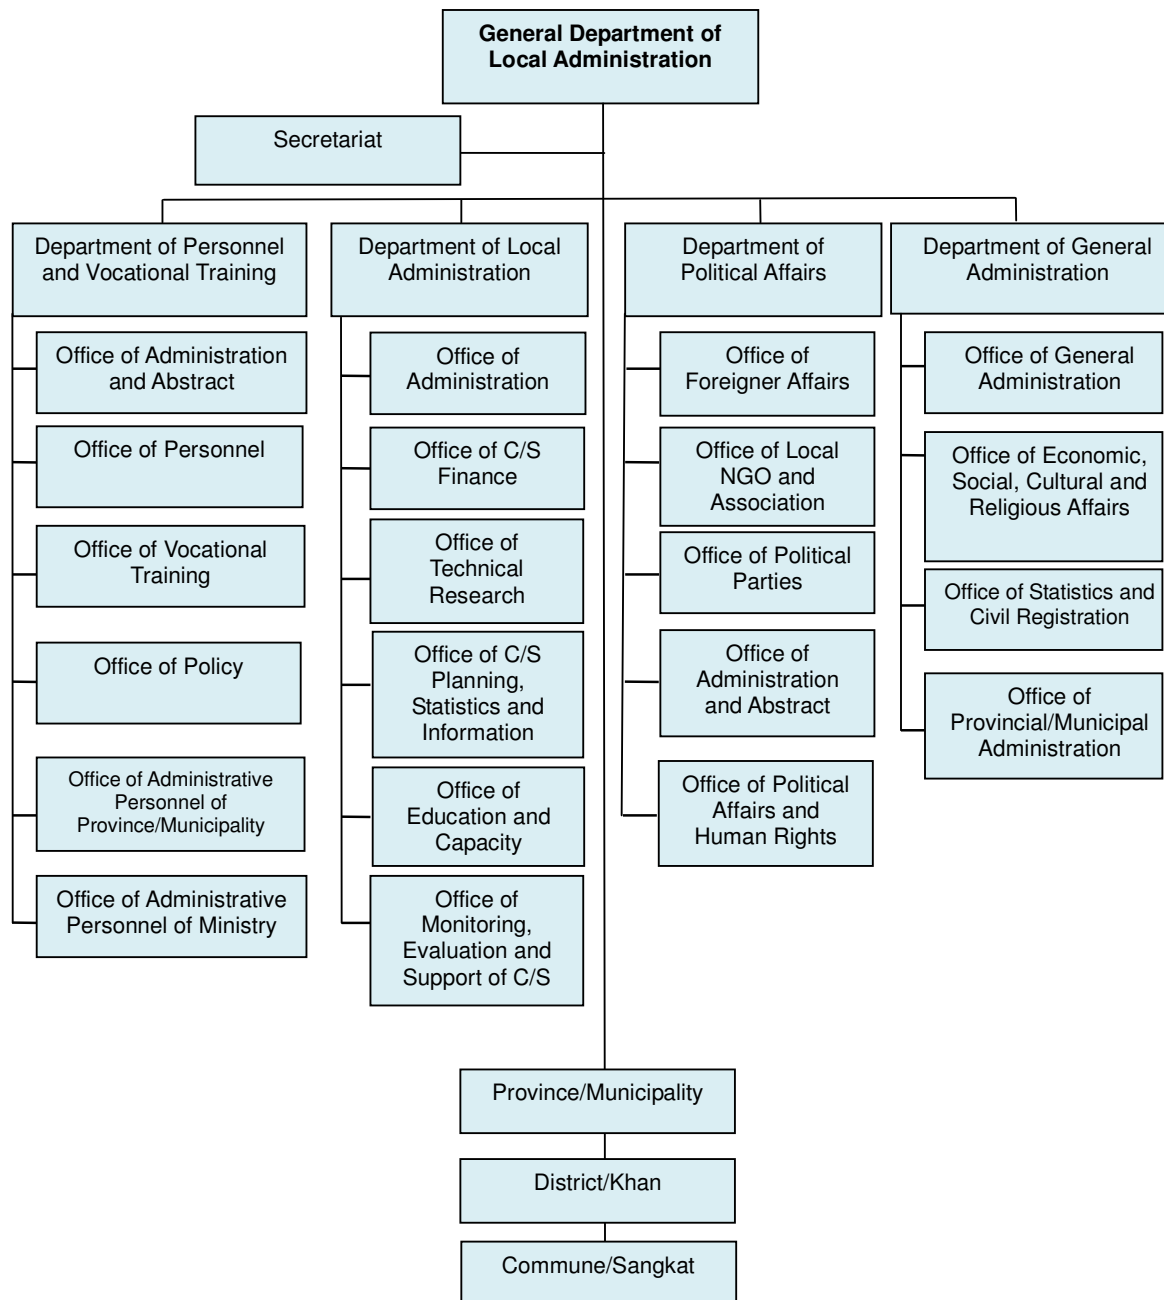 General Department of
Local Administration
Secretariat
Department of Personnel
and Vocational Training
Office of Administration
and Abstract
Office of Personnel
Office of Vocational
Training
Office of Policy
Office of Administrative
Personnel of
Province/Municipality
Office of Administrative
Personnel of Ministry
Department of Local
Administration
Office of
Administration
Office of C/S
Finance
Office of
Technical
Research
Office of C/S
Planning,
Statistics and
Information
Office of
Education and
Capacity
Office of
Monitoring,
Evaluation and
Support of C/S
Department of
Political Affairs
Office of
Foreigner Affairs
Office of Local
NGO and
Association
Office of Political
Parties
Office of
Administration
and Abstract
Office of Political
Affairs and
Human Rights
Department of General
Administration
Office of General
Administration
Office of Economic,
Social, Cultural and
Religious Affairs
Office of Statistics and
Civil Registration
Office of
Provincial/Municipal
Administration
Province/Municipality
District/Khan
Commune/Sangkat